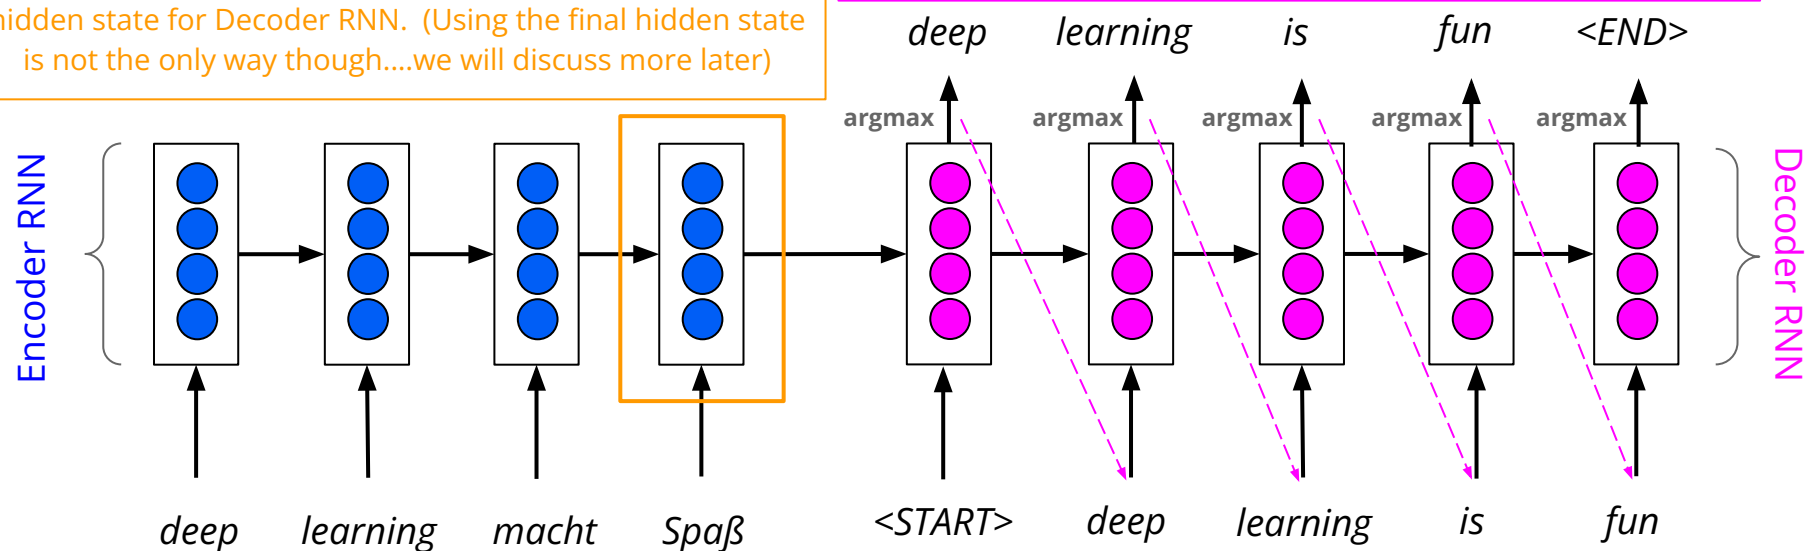 hidden state for Decoder RNN. (Using the final hidden state
is not the only way though....we will discuss more later)
deep learning is fun <END>
argmax argmax argmax argmax argmax
Encoder RNN
Decoder RNN
deep learning macht Spaß
<START> deep learning is fun